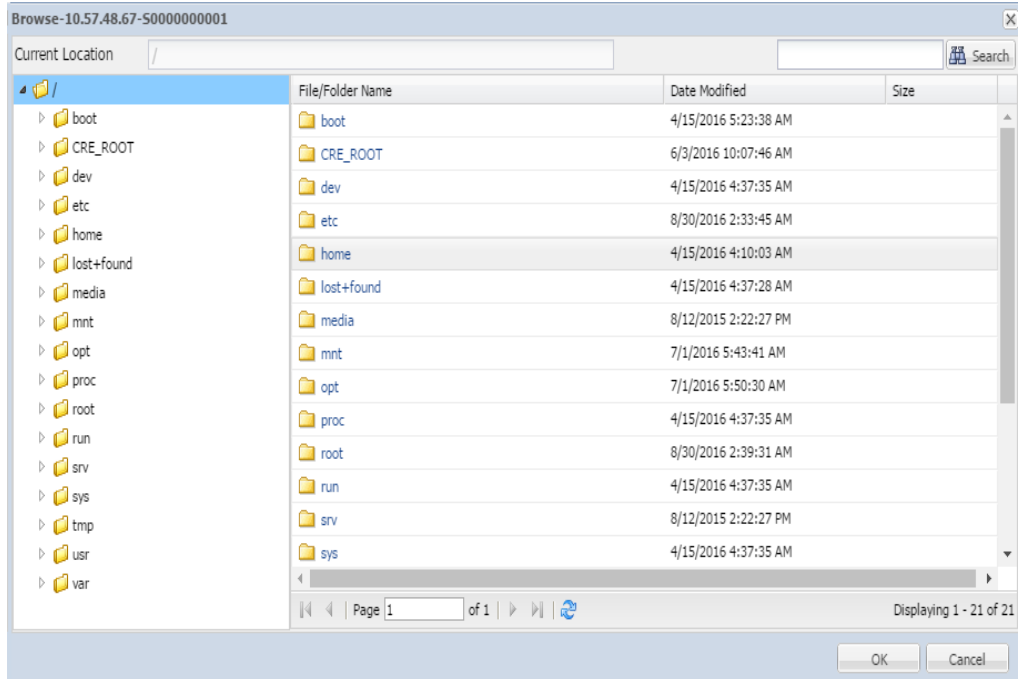 Browse-10.57.48.67-S0000000001
Current Location / Search
/
boot
CRE_ROOT
dev
etc
home
lost+found
media
mnt
opt
proc
root
run
srv
sys
tmp
usr
var
File/Folder Name Date Modified Size
boot 4/15/2016 5:23:38 AM
CRE_ROOT 6/3/2016 10:07:46 AM
dev 4/15/2016 4:37:35 AM
etc 8/30/2016 2:33:45 AM
home 4/15/2016 4:10:03 AM
lost+found 4/15/2016 4:37:28 AM
media 8/12/2015 2:22:27 PM
mnt 7/1/2016 5:43:41 AM
opt 7/1/2016 5:50:30 AM
proc 4/15/2016 4:37:35 AM
root 8/30/2016 2:39:31 AM
run 4/15/2016 4:37:35 AM
srv 8/12/2015 2:22:27 PM
sys 4/15/2016 4:37:35 AM
Page 1 of 1 Displaying 1 - 21 of 21
OK Cancel